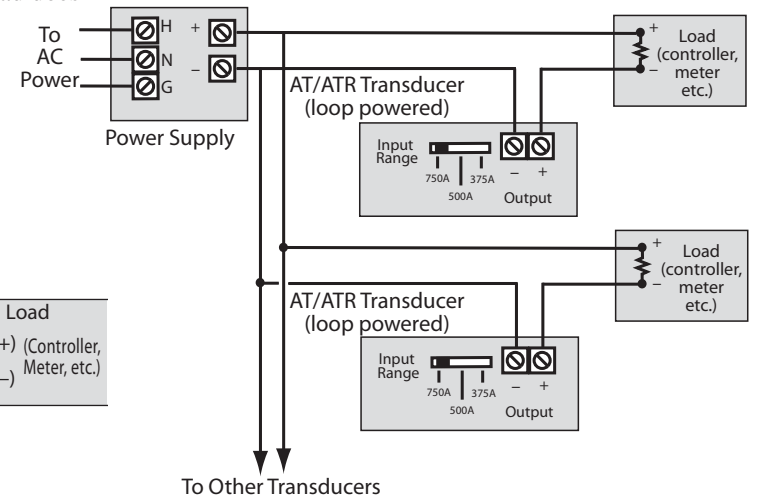 To
AC
Power
H
N
G
+
–
Power Supply
AT/ATR Transducer
(loop powered)
Input
Range
750A
500A
375A
– +
Output
+
–
Load
(controller,
meter
etc.)
AT/ATR Transducer
(loop powered)
Input
Range
750A
500A
375A
– +
Output
+
–
Load
(controller,
meter
etc.)
Load
+) (Controller,
–) Meter, etc.)
To Other Transducers